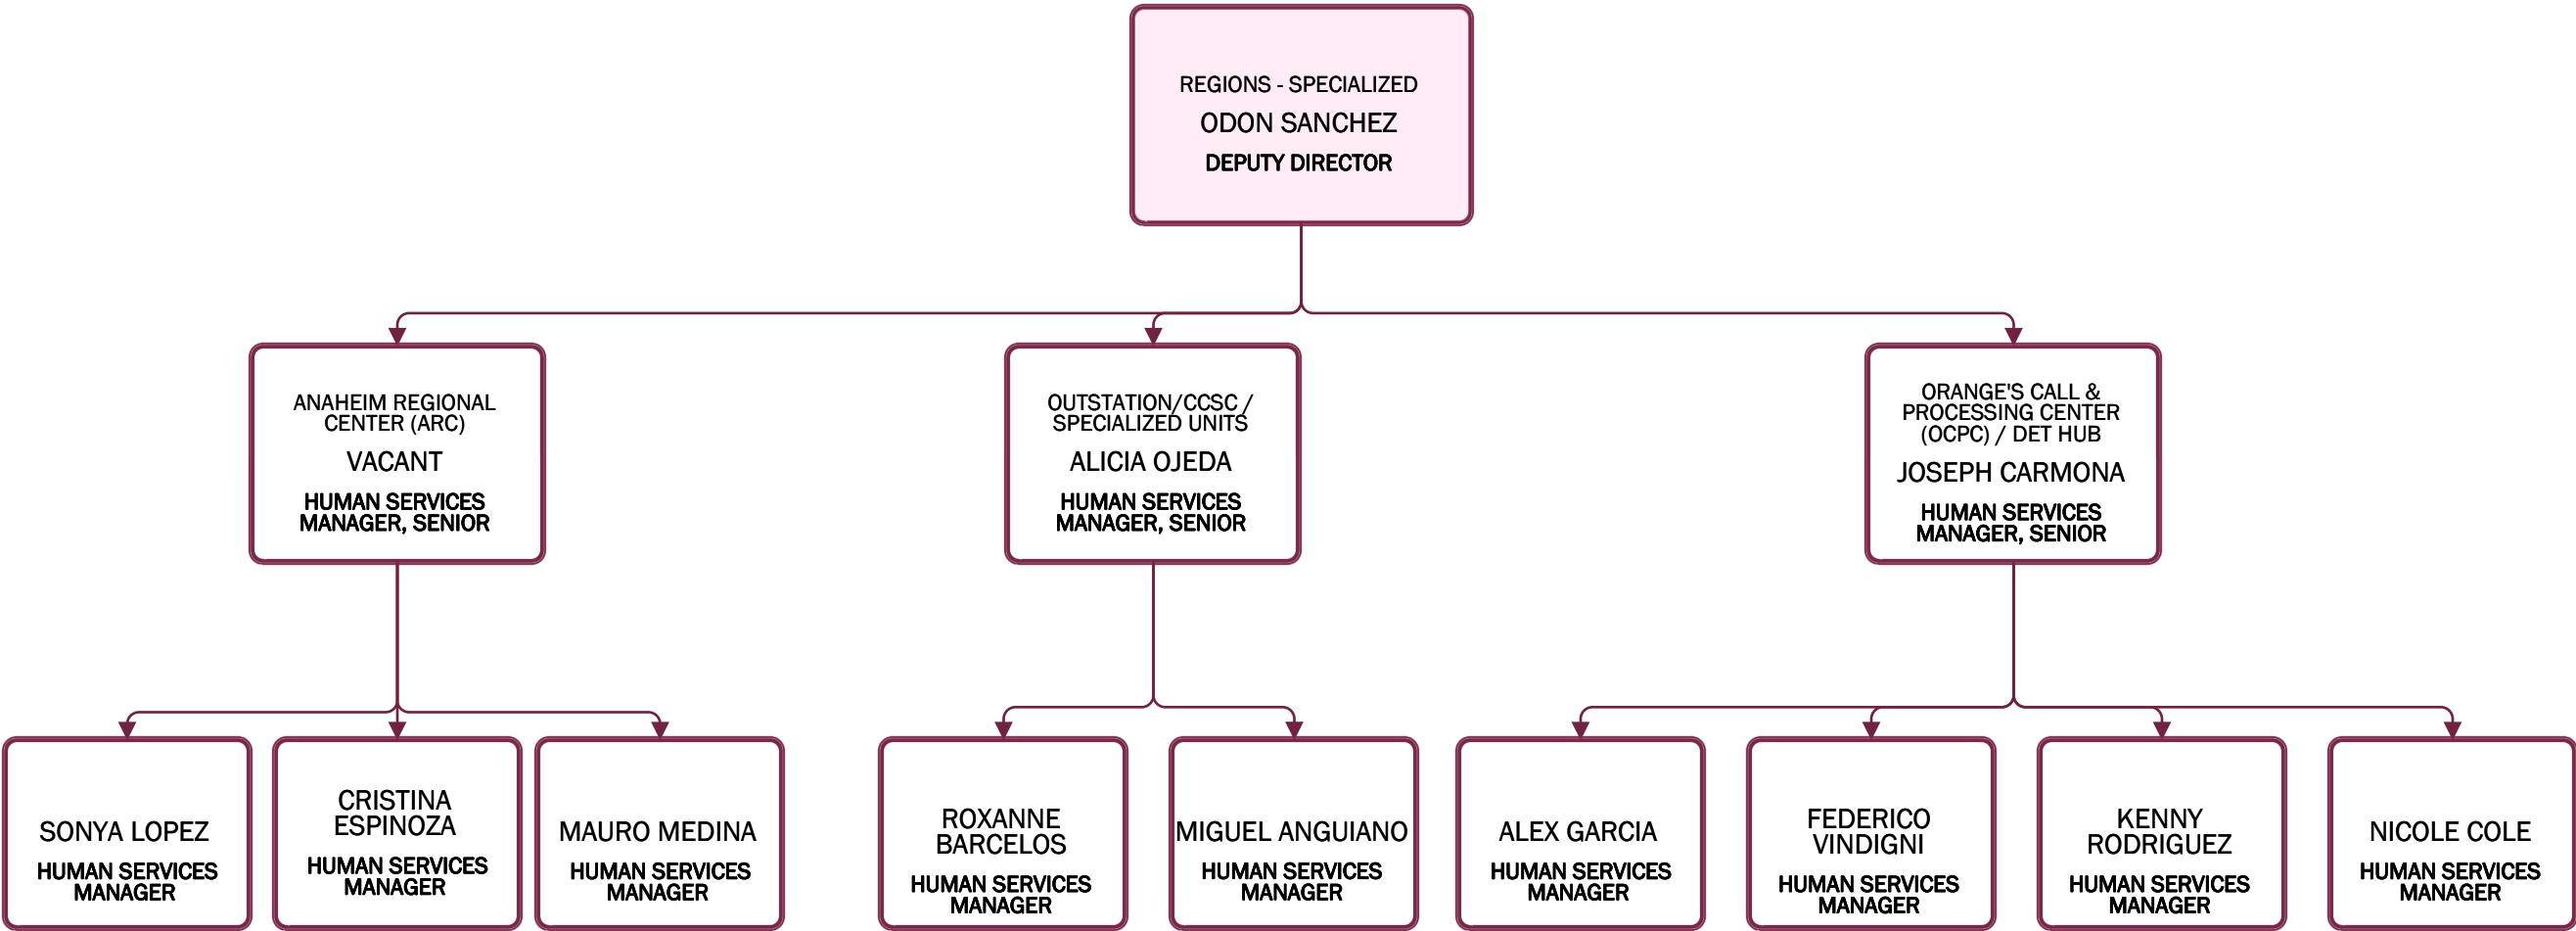 REGIONS - SPECIALIZED
ODON SANCHEZ
DEPUTY DIRECTOR
ANAHEIM REGIONAL
CENTER (ARC)
VACANT
HUMAN SERVICES
MANAGER, SENIOR
OUTSTATION/CCSC /
SPECIALIZED UNITS
ALICIA OJEDA
HUMAN SERVICES
MANAGER, SENIOR
ORANGE'S CALL &
PROCESSING CENTER
(OCPC) / DET HUB
JOSEPH CARMONA
HUMAN SERVICES
MANAGER, SENIOR
SONYA LOPEZ
HUMAN SERVICES
MANAGER
CRISTINA
ESPINOZA
HUMAN SERVICES
MANAGER
MAURO MEDINA
HUMAN SERVICES
MANAGER
ROXANNE
BARCELOS
HUMAN SERVICES
MANAGER
MIGUEL ANGUIANO
HUMAN SERVICES
MANAGER
ALEX GARCIA
HUMAN SERVICES
MANAGER
FEDERICO
VINDIGNI
HUMAN SERVICES
MANAGER
KENNY
RODRIGUEZ
HUMAN SERVICES
MANAGER
NICOLE COLE
HUMAN SERVICES
MANAGER